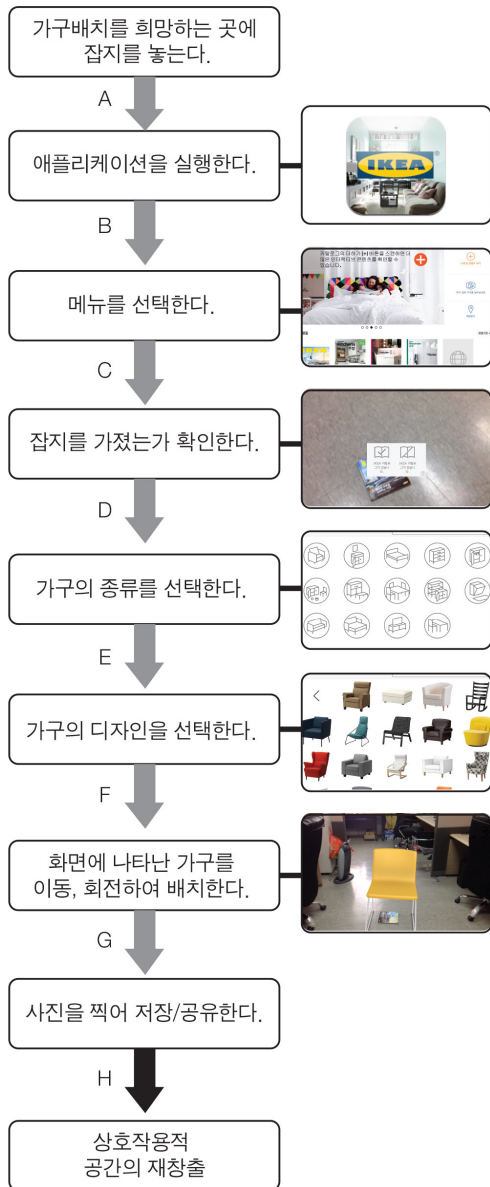 가구배치를 희망하는 곳에
잡지를 놓는다.
A
애플리케이션을 실행한다.
IKEA
B
메뉴를 선택한다.
C
잡지를 가졌는가 확인한다.
D
가구의 종류를 선택한다.
E
가구의 디자인을 선택한다.
F
화면에 나타난 가구를
이동, 회전하여 배치한다.
G
사진을 찍어 저장/공유한다.
H
상호작용적
공간의 재창출